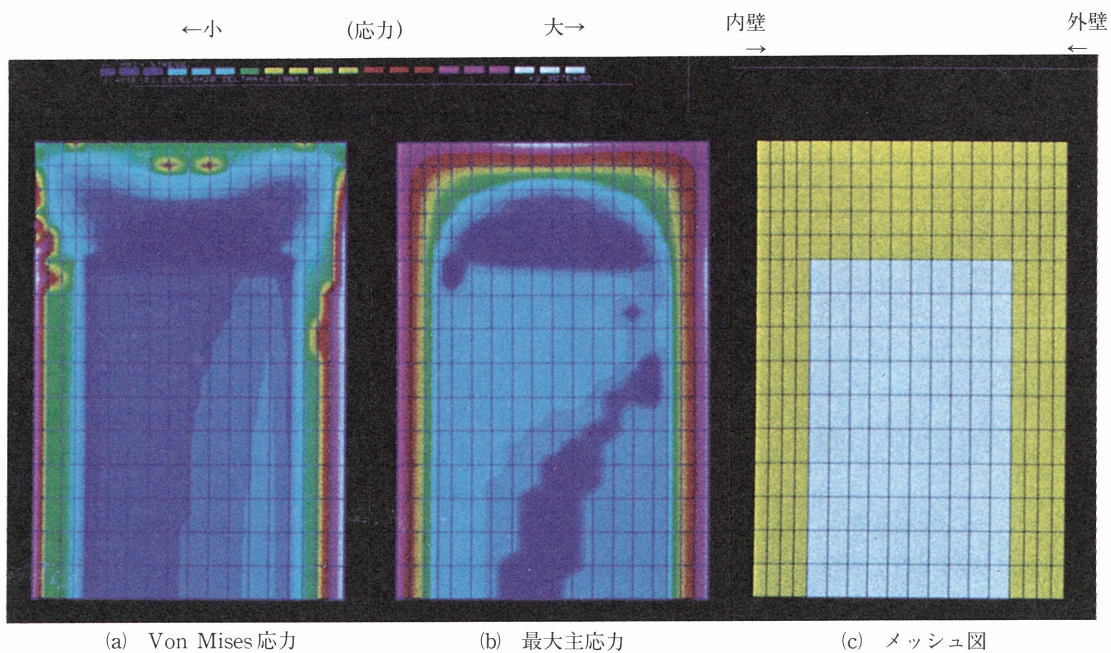 ←小 (応力) 大→ 内壁 外壁
→ ←
(a) Von Mises応力 (b) 最大主応力 (c) メッシュ図